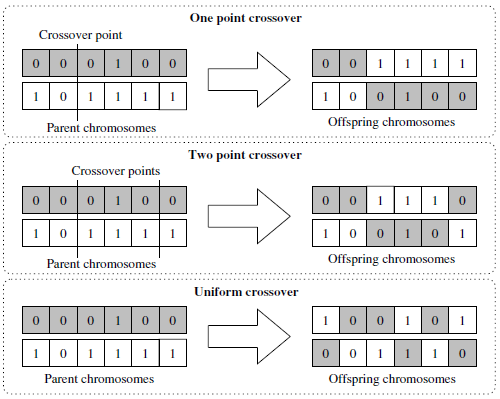 One point crossover
Crossover point
0 0 0 1 0 0
0 0 1 1 1 1
1 0 1 1 1 1
1 0 0 1 0 0
Parent chromosomes
Offspring chromosomes
Two point crossover
Crossover points
0 0 0 1 0 0
0 0 1 1 1 0
1 0 1 1 1 1
1 0 0 1 0 1
Parent chromosomes
Offspring chromosomes
Uniform crossover
0 0 0 1 0 0
1 0 0 1 0 1
1 0 1 1 1 1
0 0 1 1 1 0
Parent chromosomes
Offspring chromosomes